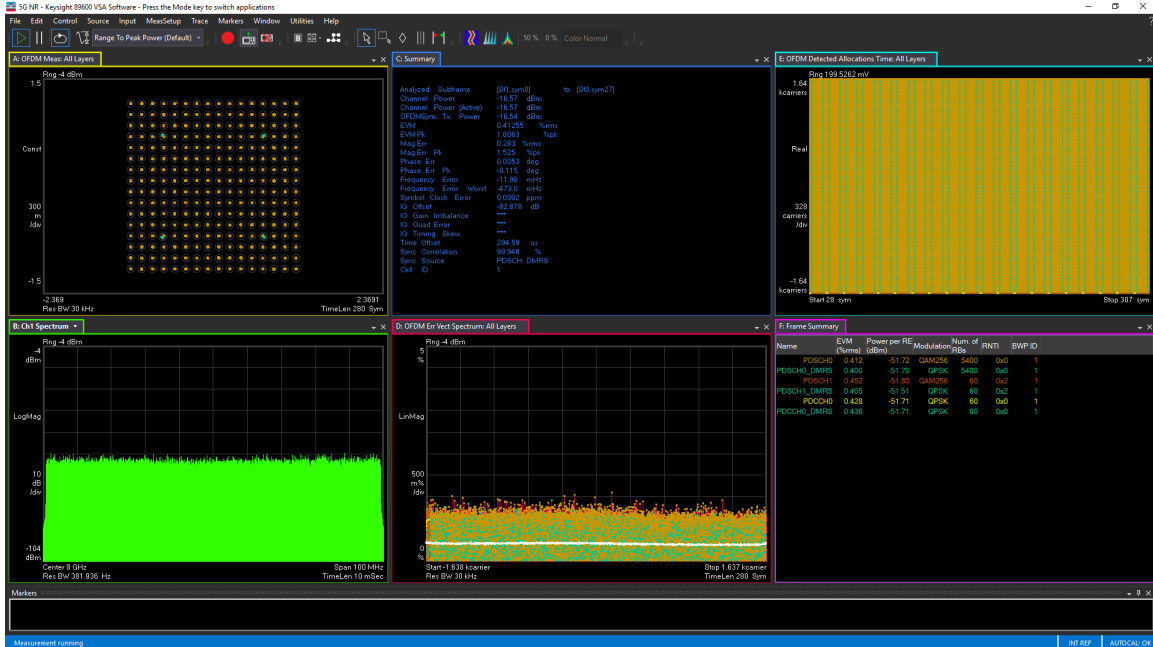 5G NR - Keysight 89600 VSA Software - Press the Mode key to switch applications
File Edit Control Source Input MeasSetup Trace Markers Window Utilities Help
Range To Peak Power (Default) 50 % 0 % Color Normal
A: OFDM Meas: All Layers
Rng -4 dBm
1.5
Const
300
m
/div
-1.5
-2.369 2.3691
Res BW 30 kHz TimeLen 280 Sym
C: Summary
Analyzed Subframe [Bf1,sym0] to [Bf0,sym27]
Channel Power -16.57 dBm
Channel Power (Active) -16.57 dBm
OFDMSym. Tx. Power -16.54 dBm
EVM 0.41255 %rms
EVM Pk 1.6063 %pk
Mag Err 0.283 %rms
Mag Err Pk 1.525 %pk
Phase Err 0.0053 deg
Phase Err Pk -0.115 deg
Frequency Error -11.98 mHz
Frequency Error Worst -473.0 mHz
Symbol Clock Error 0.0002 ppm
IQ Offset -82.878 dB
IQ Gain Imbalance ***
IQ Quad Error ***
IQ Timing Skew ***
Time Offset 294.59 us
Sync Correlation 99.948 %
Sync Source PDSCH DMRS
Cell ID 1
E: OFDM Detected Allocations Time: All Layers
Rng 199.5262 mV
1.64
kcarriers
Real
328
carriers
/div
-1.64
kcarriers
Start 28 sym Stop 307 sym
B: Ch1 Spectrum
Rng -4 dBm
-4
dBm
LogMag
10
dB
/div
-104
dBm
Center 8 GHz Span 100 MHz
Res BW 381.936 Hz TimeLen 10 mSec
D: OFDM Err Vect Spectrum: All Layers
Rng -4 dBm
5
%
LinMag
500
m%
/div
0
%
Start -1.638 kcarrier Stop 1.637 kcarrier
Res BW 30 kHz TimeLen 280 Sym
F: Frame Summary
Name EVM (%rms) Power per RE (dBm) Modulation Num. of RBs RNTI BWP ID
PDSCH0 0.412 -51.72 QAM256 5400 0x0 1
PDSCH0_DMRS 0.400 -51.70 QPSK 5400 0x0 1
PDSCH1 0.452 -51.80 QAM256 60 0x2 1
PDSCH1_DMRS 0.405 -51.51 QPSK 60 0x2 1
PDCCH0 0.428 -51.71 QPSK 60 0x0 1
PDCCH0_DMRS 0.436 -51.71 QPSK 60 0x0 1
Markers
Measurement running INT REF AUTOCAL: OK